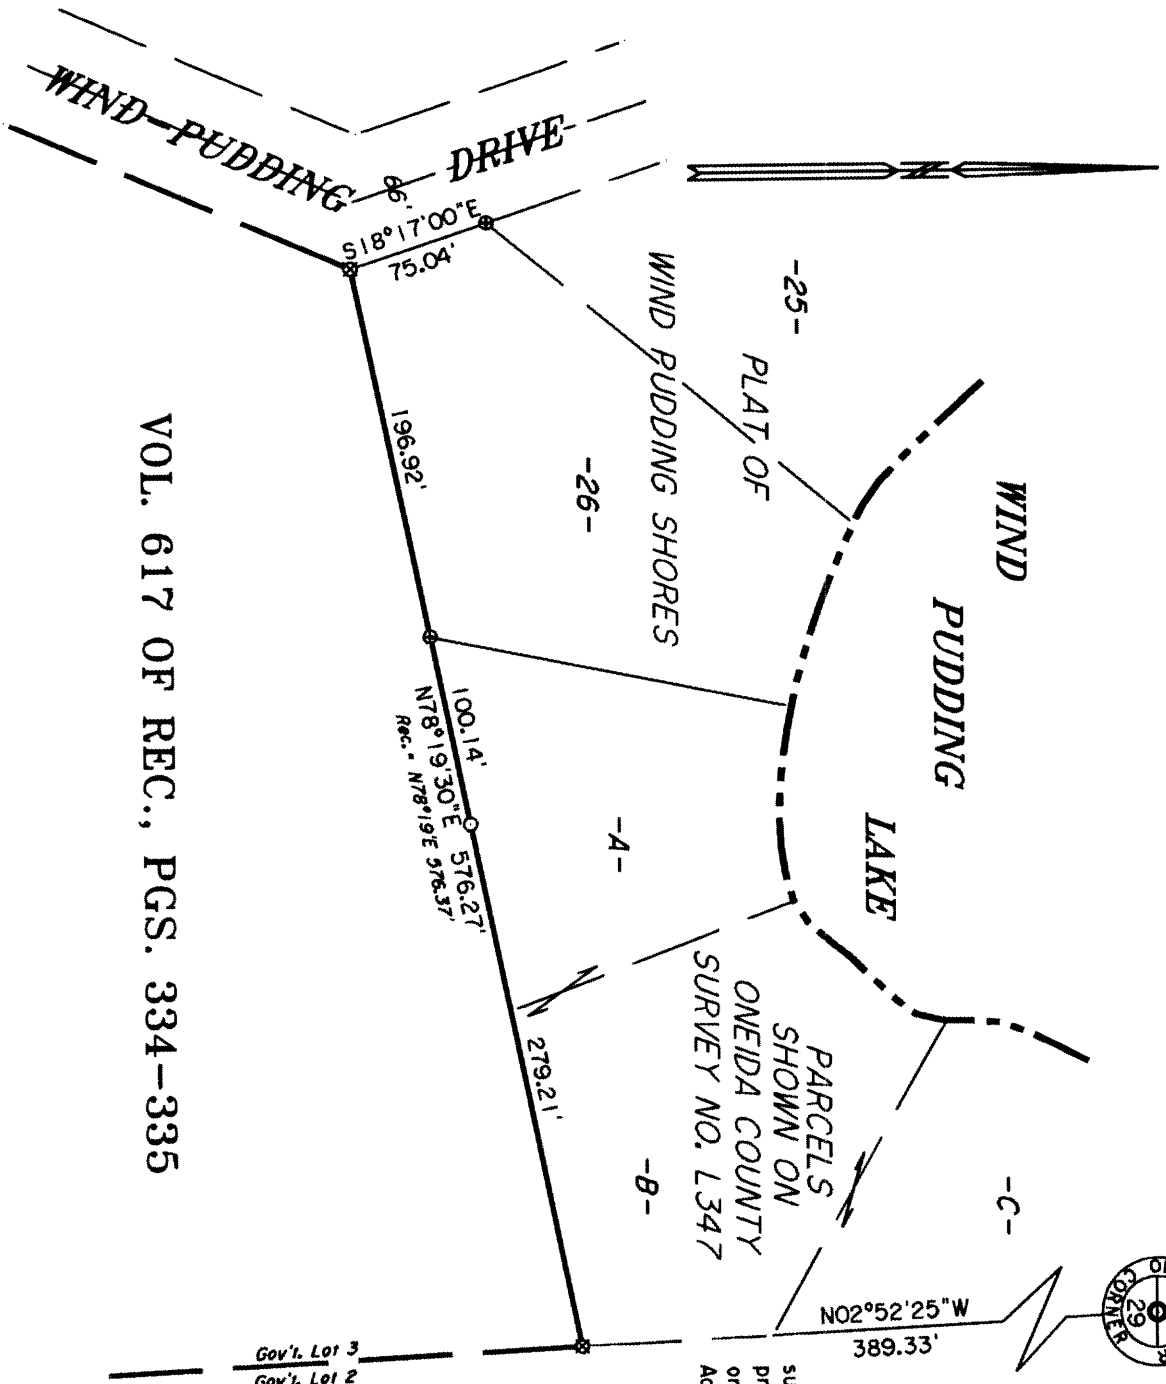 WIND PUDDING DRIVE
66'
S18°17'00"E
75.04'
-25-
PLAT OF
WIND PUDDING SHORES
-26-
WIND
PUDDING
LAKE
196.92'
100.14'
N78°19'30"E 576.27'
Rec. = N78°19'E 576.37'
-A-
279.21'
PARCELS
SHOWN ON
ONEIDA COUNTY
SURVEY NO. L347
-B-
-C-
N02°52'25"W
389.33'
CORNER
29
Gov't. Lot 3
Gov't. Lot 2
VOL. 617 OF REC., PGS. 334-335